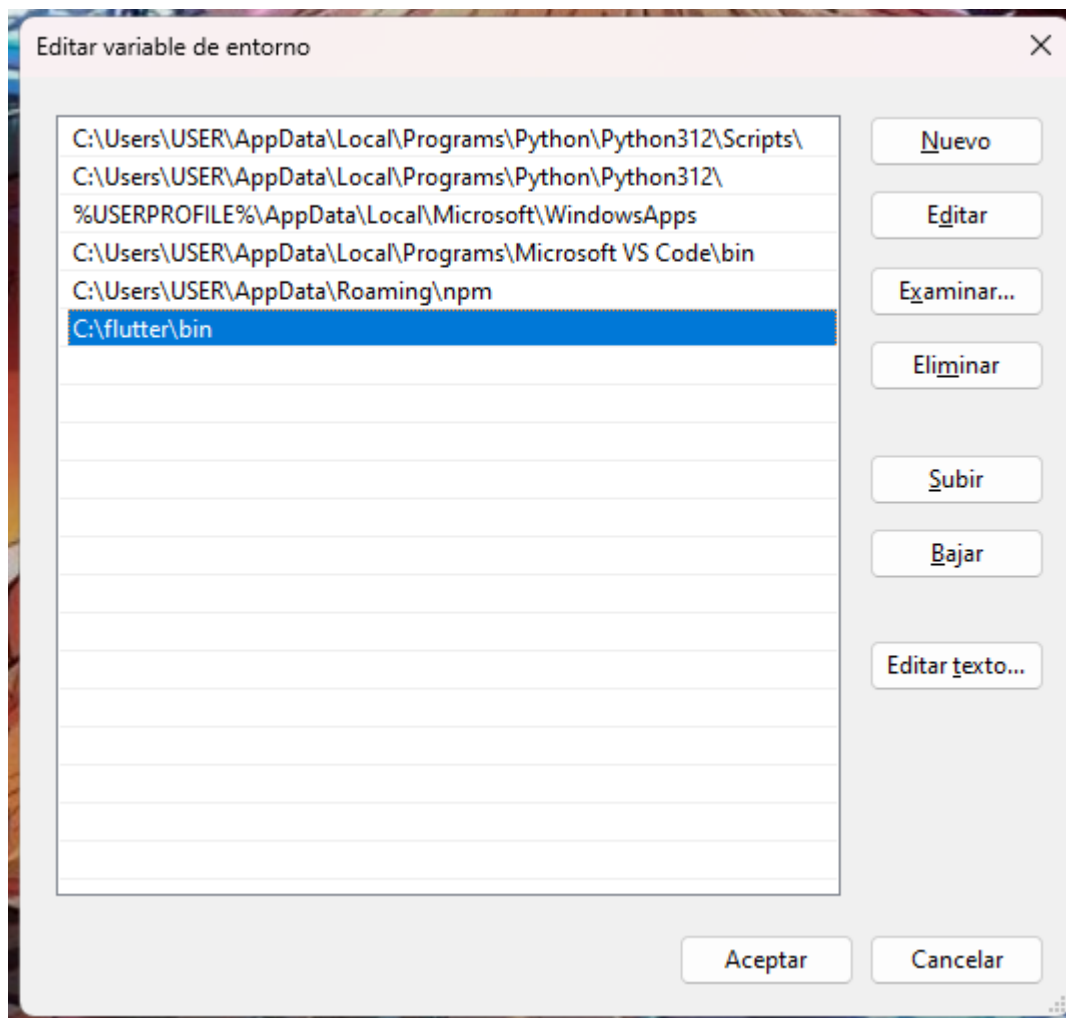 Editar variable de entorno
C:\Users\USER\AppData\Local\Programs\Python\Python312\Scripts\
C:\Users\USER\AppData\Local\Programs\Python\Python312\
%USERPROFILE%\AppData\Local\Microsoft\WindowsApps
C:\Users\USER\AppData\Local\Programs\Microsoft VS Code\bin
C:\Users\USER\AppData\Roaming\npm
C:\flutter\bin
Nuevo
Editar
Examinar...
Eliminar
Subir
Bajar
Editar texto...
Aceptar
Cancelar